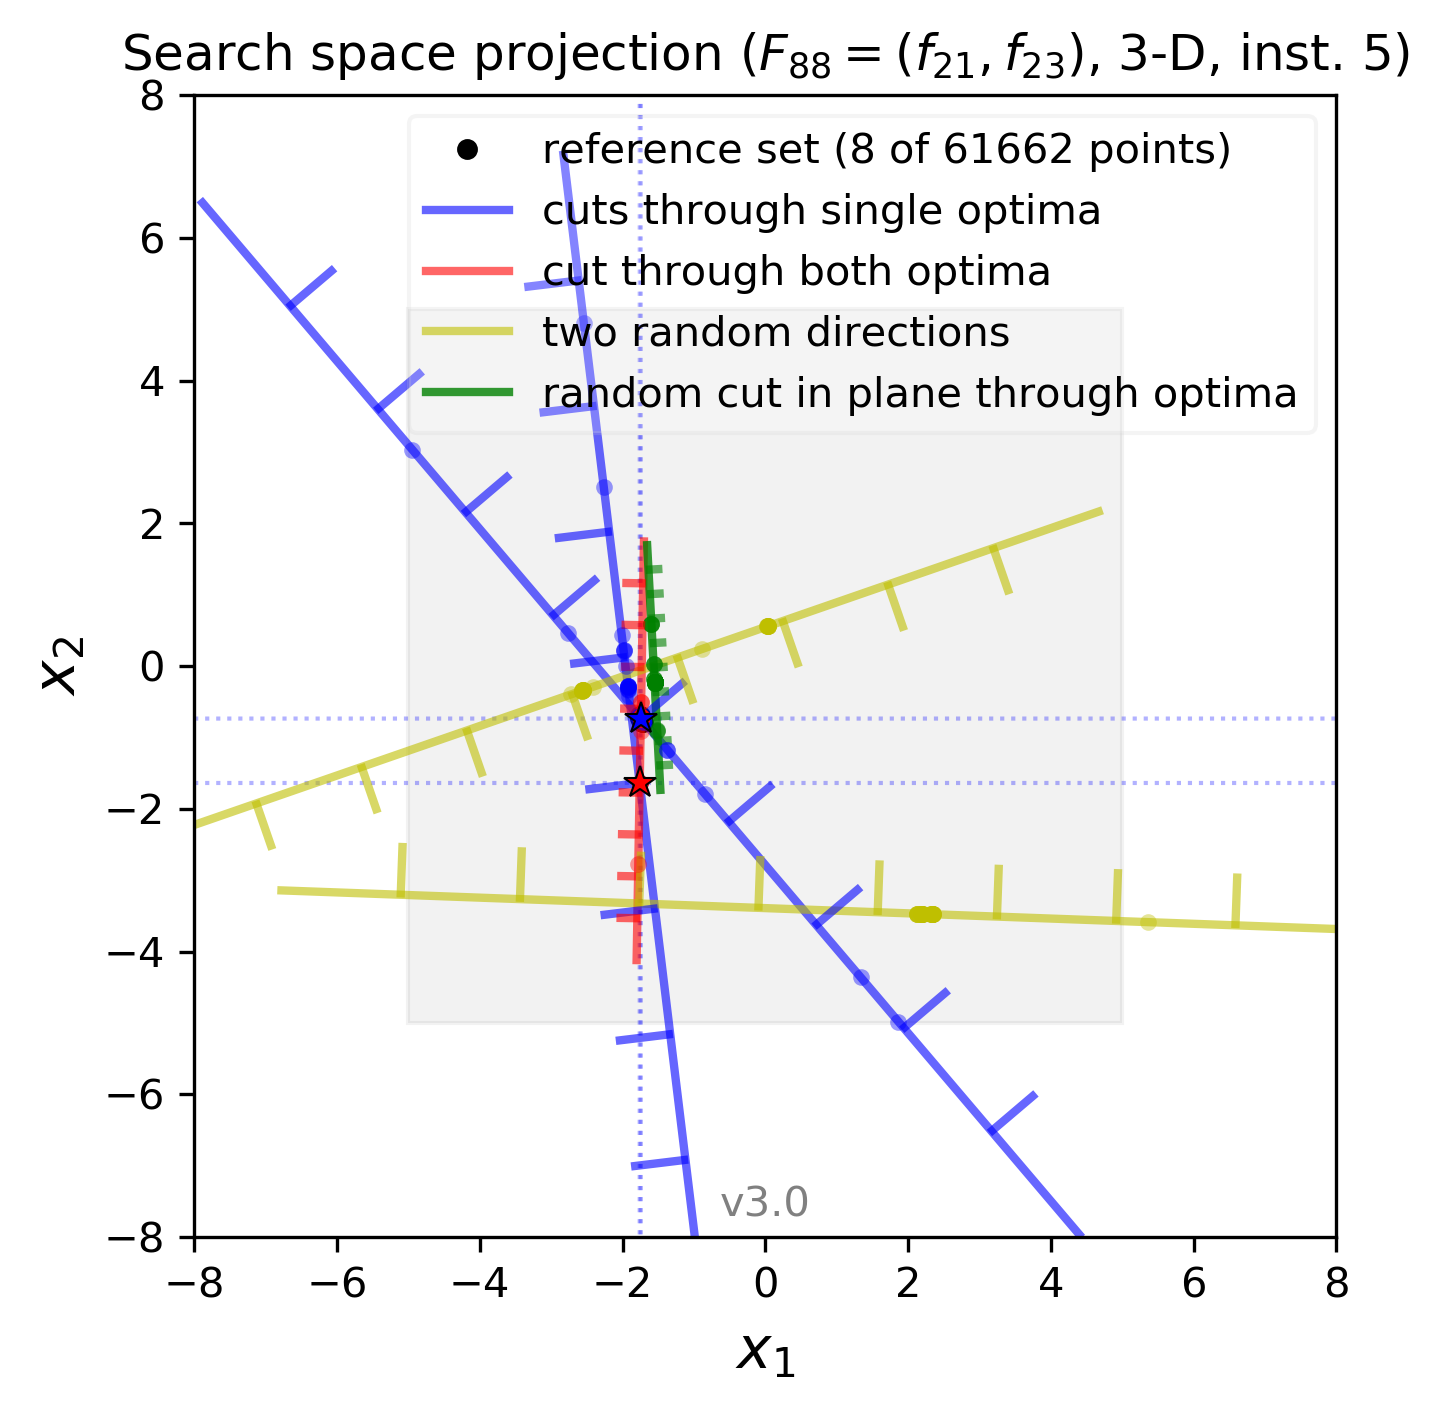 Search space projection (F₈₈ = (f₂₁, f₂₃), 3-D, inst. 5)
8
6
4
2
0
−2
−4
−6
−8
x₂
reference set (8 of 61662 points)
cuts through single optima
cut through both optima
two random directions
random cut in plane through optima
v3.0
−8 −6 −4 −2 0 2 4 6 8
x₁